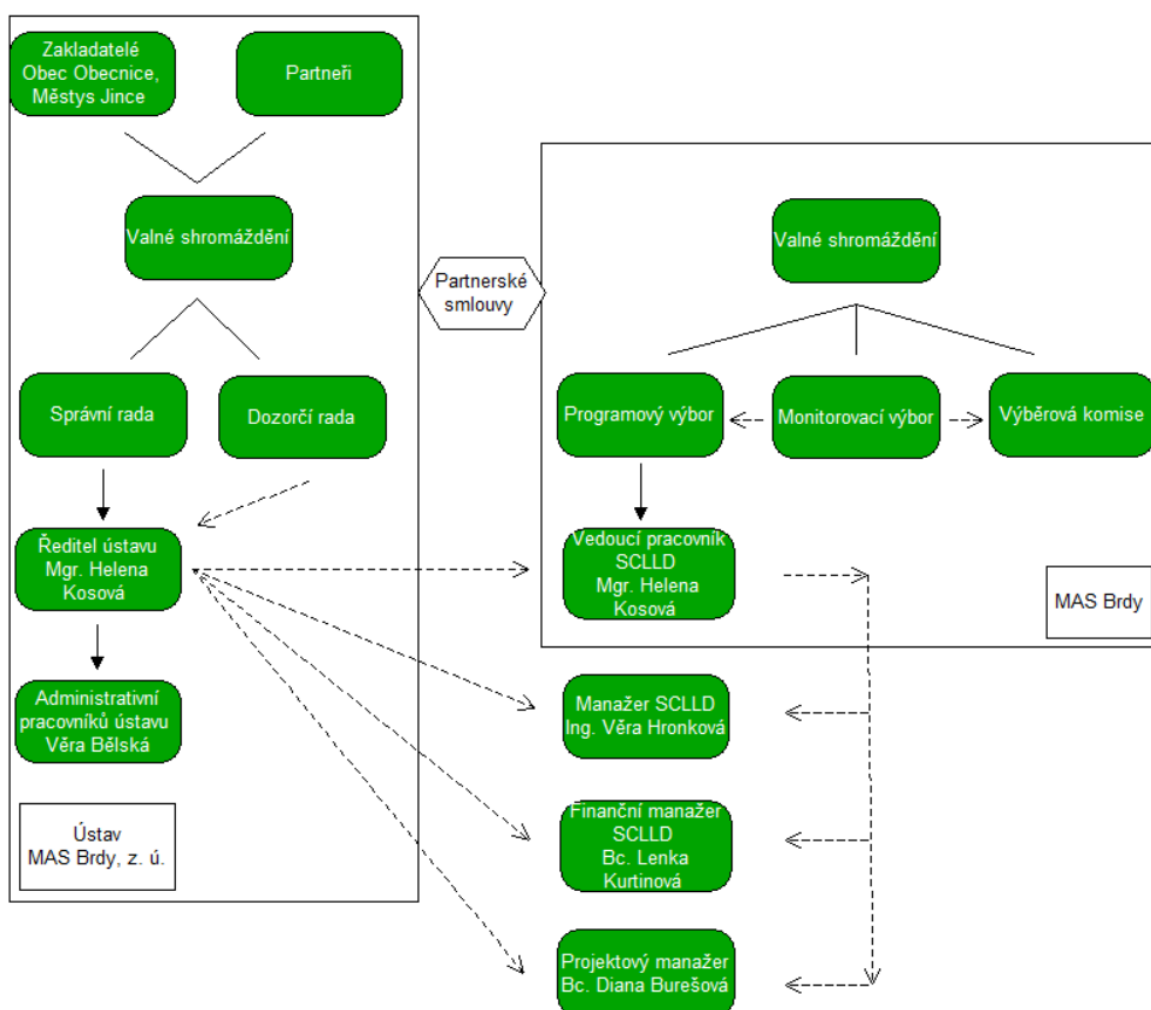 Zakladatelé
Obec Obecnice,
Městys Jince
Partneři
Valné shromáždění
Správní rada
Dozorčí rada
Ředitel ústavu
Mgr. Helena
Kosová
Administrativní
pracovníků ústavu
Věra Bělská
Ústav
MAS Brdy, z. ú.
Partnerské
smlouvy
Valné shromáždění
Programový výbor
Monitorovací výbor
Výběrová komise
Vedoucí pracovník
SCLLD
Mgr. Helena
Kosová
MAS Brdy
Manažer SCLLD
Ing. Věra Hronková
Finanční manažer
SCLLD
Bc. Lenka
Kurtinová
Projektový manažer
Bc. Diana Burešová